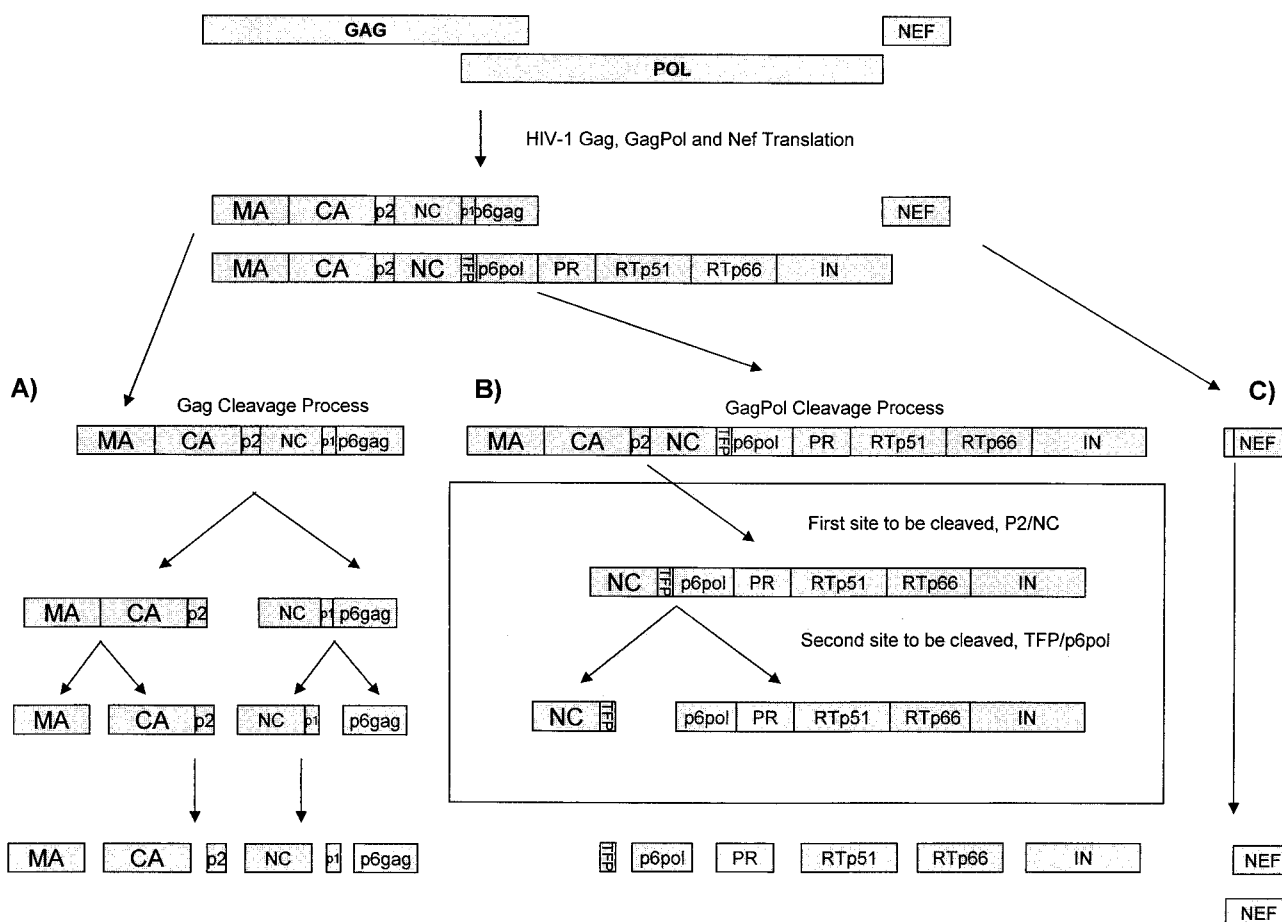 GAG
NEF
POL
HIV-1 Gag, GagPol and Nef Translation
MA CA p2 NC p1 p6gag
NEF
MA CA p2 NC TFP p6pol PR RTp51 RTp66 IN
A)
B)
C)
Gag Cleavage Process
GagPol Cleavage Process
MA CA p2 NC p1 p6gag
MA CA p2 NC TFP p6pol PR RTp51 RTp66 IN
NEF
First site to be cleaved, P2/NC
NC TFP p6pol PR RTp51 RTp66 IN
MA CA p2
NC p1 p6gag
Second site to be cleaved, TFP/p6pol
MA
CA p2
NC p1
p6gag
NC TFP
p6pol PR RTp51 RTp66 IN
MA
CA
p2
NC
p1
p6gag
TFP
p6pol
PR
RTp51
RTp66
IN
NEF
NEF